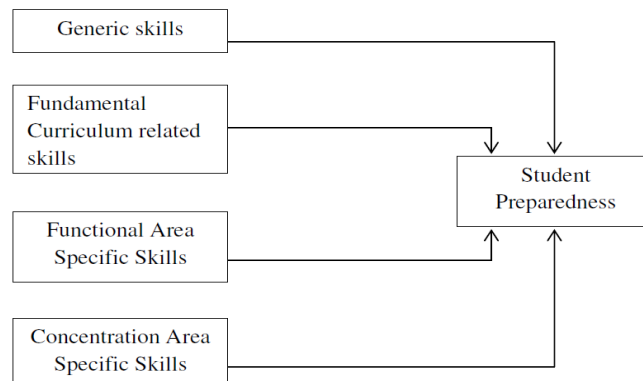 Generic skills
Fundamental
Curriculum related
skills
Student
Preparedness
Functional Area
Specific Skills
Concentration Area
Specific Skills